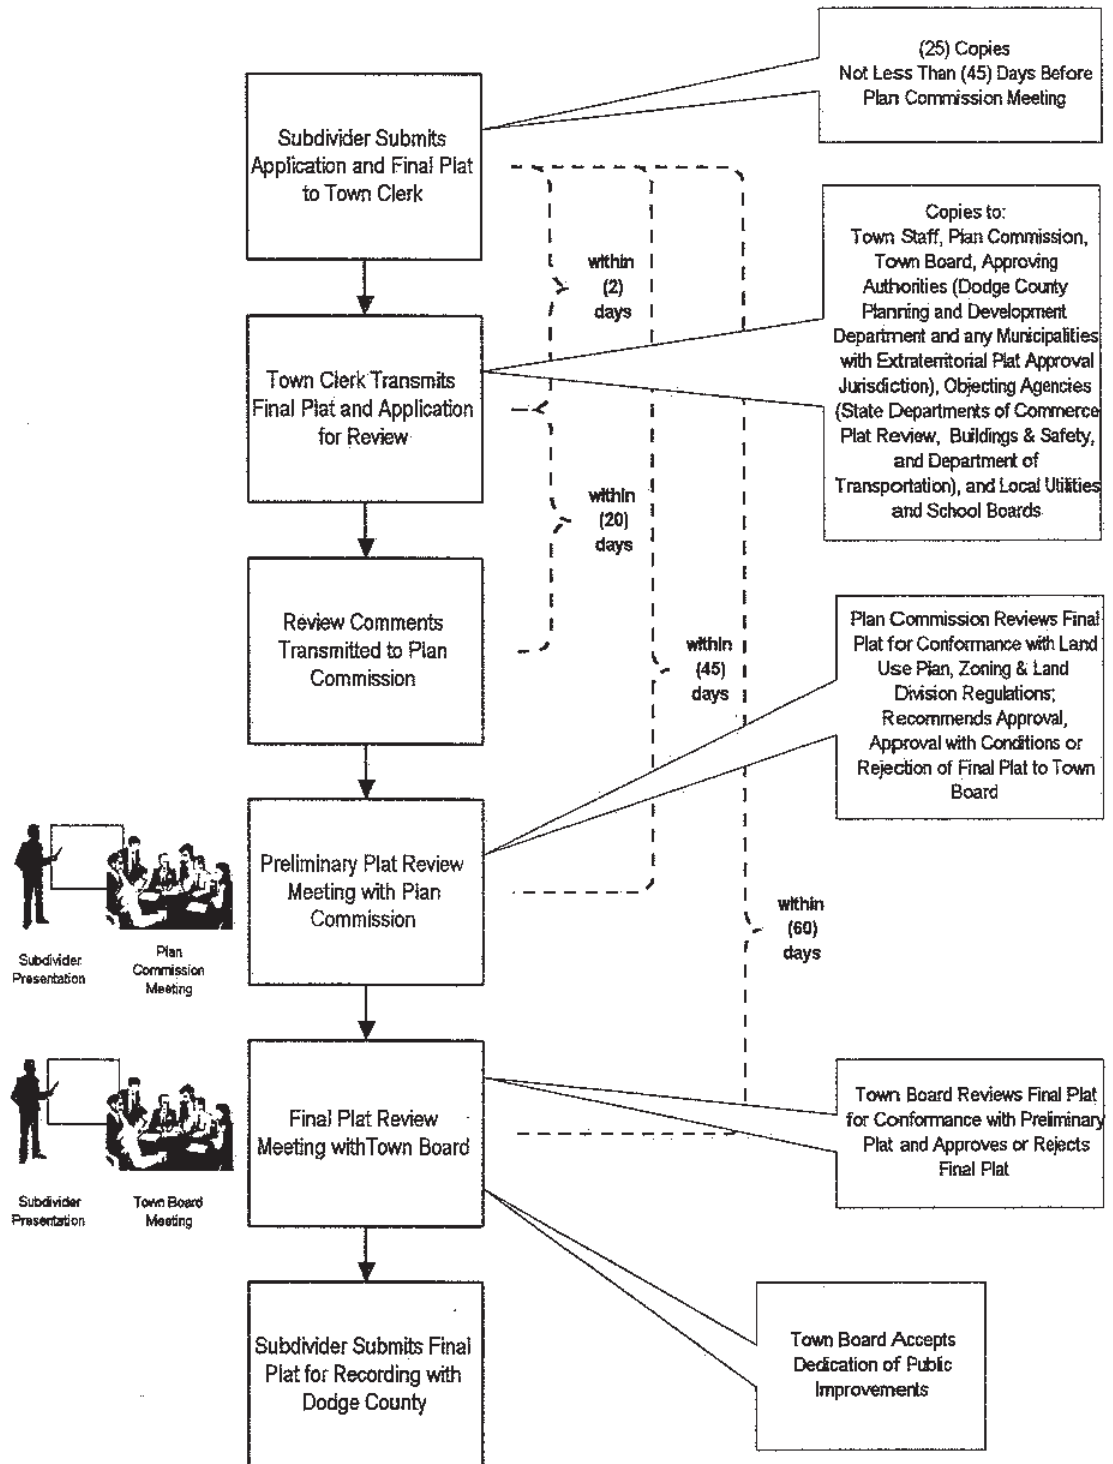 (25) Copies
Not Less Than (45) Days Before
Plan Commission Meeting
Subdivider Submits
Application and Final Plat
to Town Clerk
within
(2)
days
Copies to:
Town Staff, Plan Commission,
Town Board, Approving
Authorities (Dodge County
Planning and Development
Department and any Municipalities
with Extraterritorial Plat Approval
Jurisdiction), Objecting Agencies
(State Departments of Commerce
Plat Review, Buildings & Safety,
and Department of
Transportation), and Local Utilities
and School Boards
Town Clerk Transmits
Final Plat and Application
for Review
within
(20)
days
Review Comments
Transmitted to Plan
Commission
within
(45)
days
Plan Commission Reviews Final
Plat for Conformance with Land
Use Plan, Zoning & Land
Division Regulations;
Recommends Approval,
Approval with Conditions or
Rejection of Final Plat to Town
Board
Preliminary Plat Review
Meeting with Plan
Commission
Subdivider
Presentation
Plan
Commission
Meeting
within
(60)
days
Final Plat Review
Meeting withTown Board
Subdivider
Presentation
Town Board
Meeting
Town Board Reviews Final Plat
for Conformance with Preliminary
Plat and Approves or Rejects
Final Plat
Subdivider Submits Final
Plat for Recording with
Dodge County
Town Board Accepts
Dedication of Public
Improvements